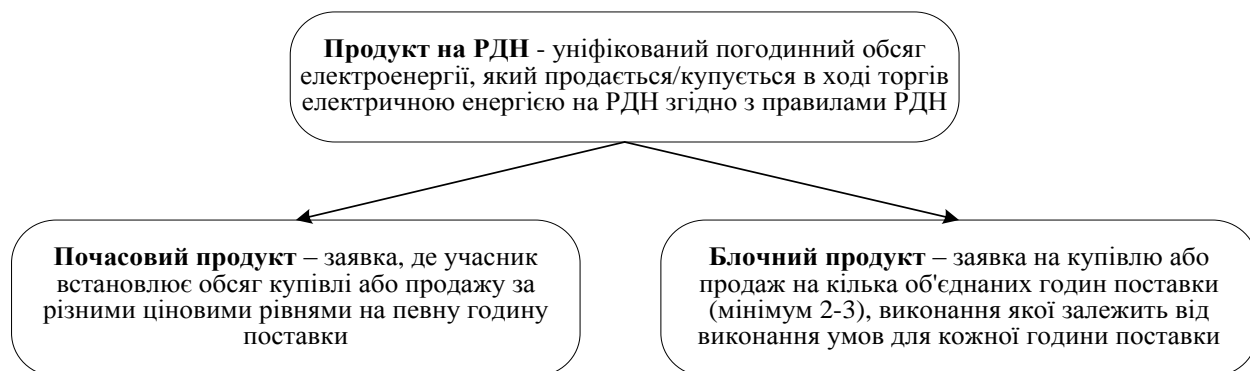 Продукт на РДН - уніфікований погодинний обсяг
електроенергії, який продається/купується в ході торгів
електричною енергією на РДН згідно з правилами РДН
Почасовий продукт – заявка, де учасник
встановлює обсяг купівлі або продажу за
різними ціновими рівнями на певну годину
поставки
Блочний продукт – заявка на купівлю або
продаж на кілька об'єднаних годин поставки
(мінімум 2-3), виконання якої залежить від
виконання умов для кожної години поставки